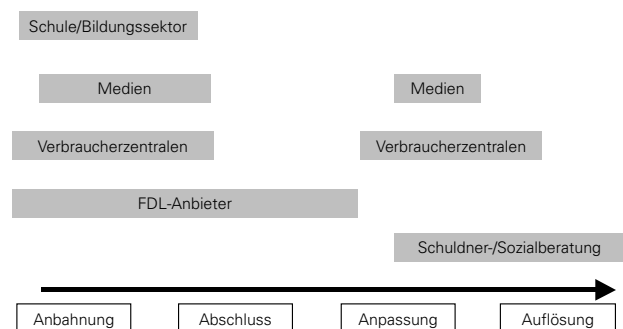 Schule/Bildungssektor
Medien Medien
Verbraucherzentralen Verbraucherzentralen
FDL-Anbieter
Schuldner-/Sozialberatung
Anbahnung Abschluss Anpassung Auflösung